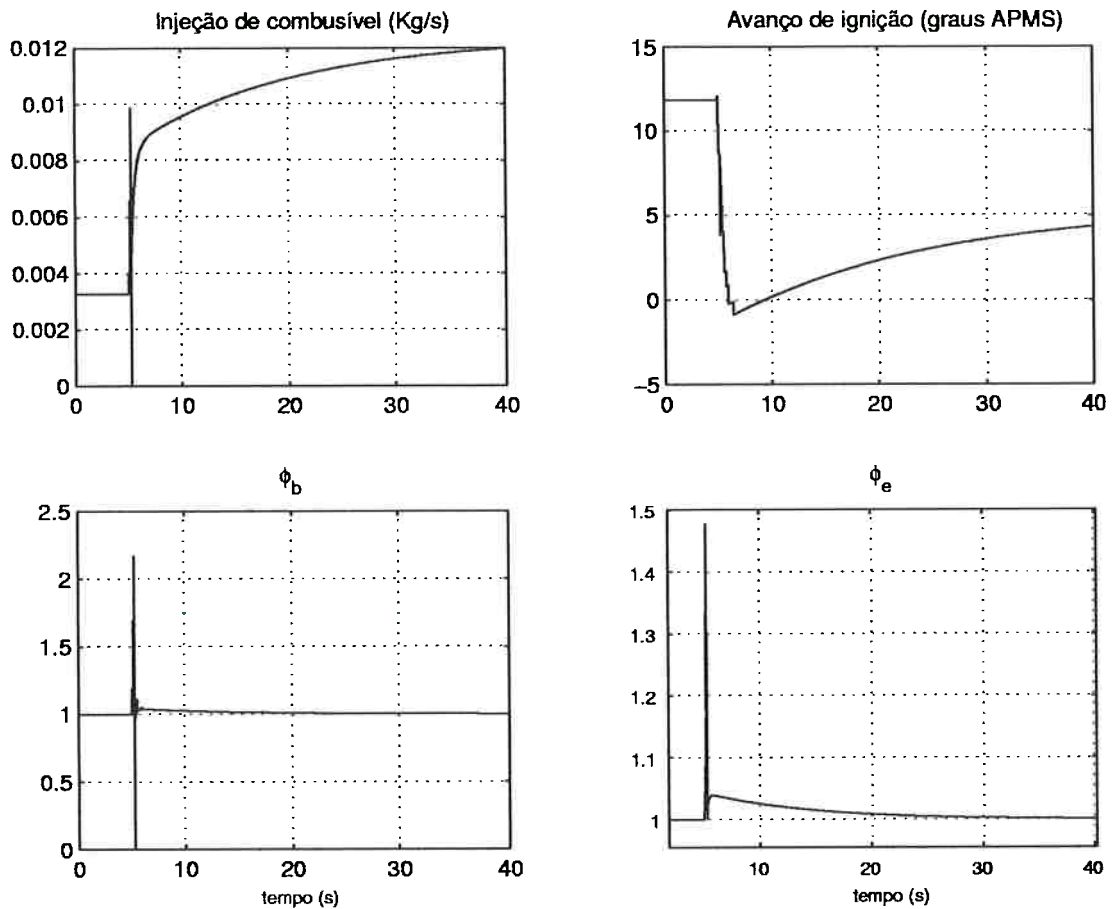 Injeção de combusível (Kg/s)
0.012
0.01
0.008
0.006
0.004
0.002
0
0 10 20 30 40
Avanço de ignição (graus APMS)
15
10
5
0
−5
0 10 20 30 40
ϕb
2.5
2
1.5
1
0.5
0
0 10 20 30 40
tempo (s)
ϕe
1.5
1.4
1.3
1.2
1.1
1
10 20 30 40
tempo (s)